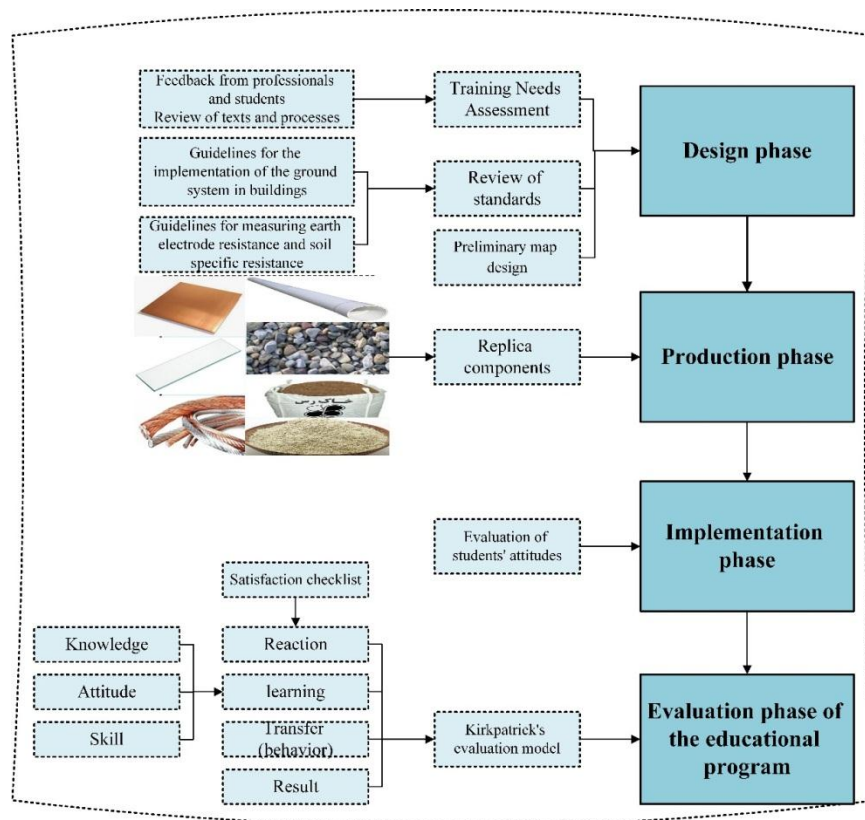 Feedback from professionals
and students
Review of texts and processes
Training Needs
Assessment
Design phase
Guidelines for the
implementation of the ground
system in buildings
Review of
standards
Guidelines for measuring earth
electrode resistance and soil
specific resistance
Preliminary map
design
خاک رس
Replica
components
Production phase
Evaluation of
students' attitudes
Implementation
phase
Satisfaction checklist
Knowledge
Attitude
Skill
Reaction
learning
Transfer
(behavior)
Result
Kirkpatrick's
evaluation model
Evaluation phase of
the educational
program